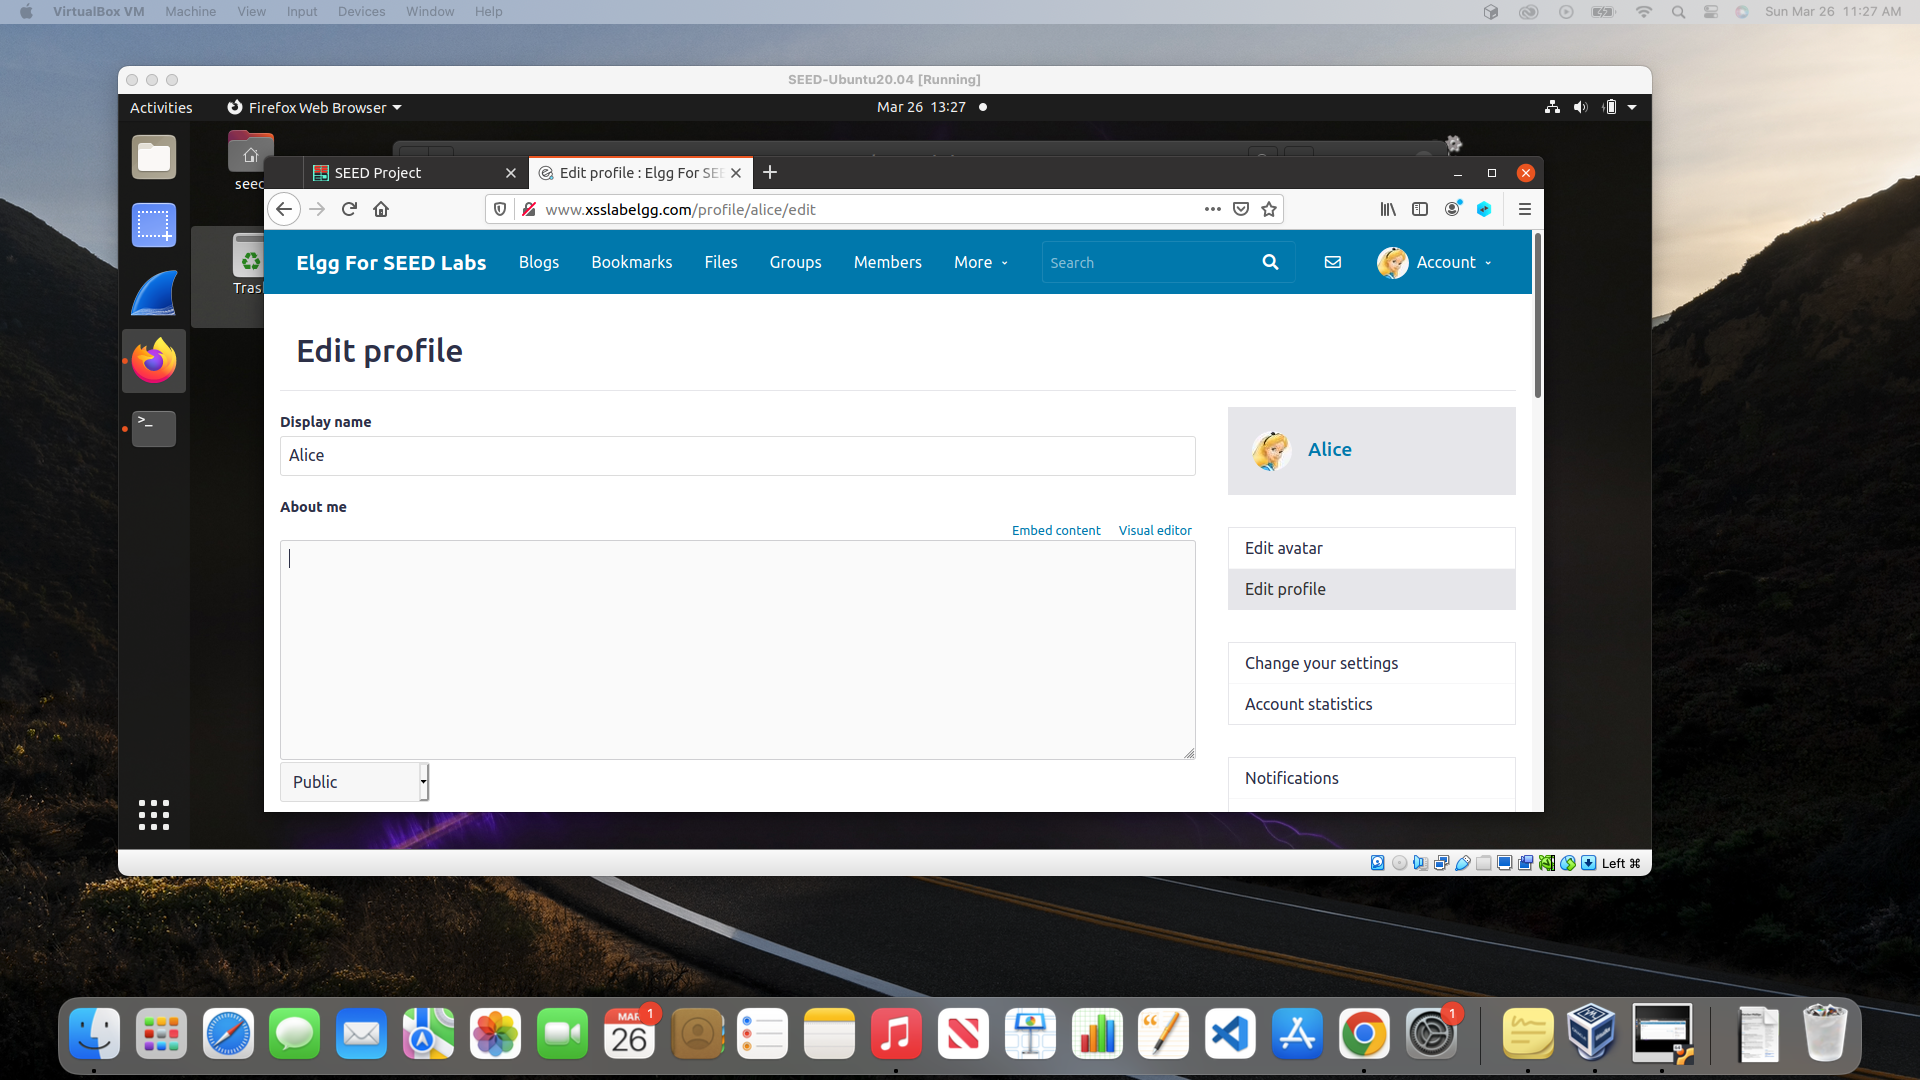 VirtualBox VM Machine View Input Devices Window Help Sun Mar 26 11:27 AM
SEED-Ubuntu20.04 [Running]
Activities Firefox Web Browser Mar 26 13:27
seed
SEED Project Edit profile : Elgg For SEE
www.xsslabelgg.com/profile/alice/edit
Elgg For SEED Labs Blogs Bookmarks Files Groups Members More Search Account
Trash
Edit profile
Display name
Alice
Alice
About me
Embed content Visual editor
Edit avatar
Edit profile
Change your settings
Account statistics
Public
Notifications
Left ⌘
MAR 1
26
1